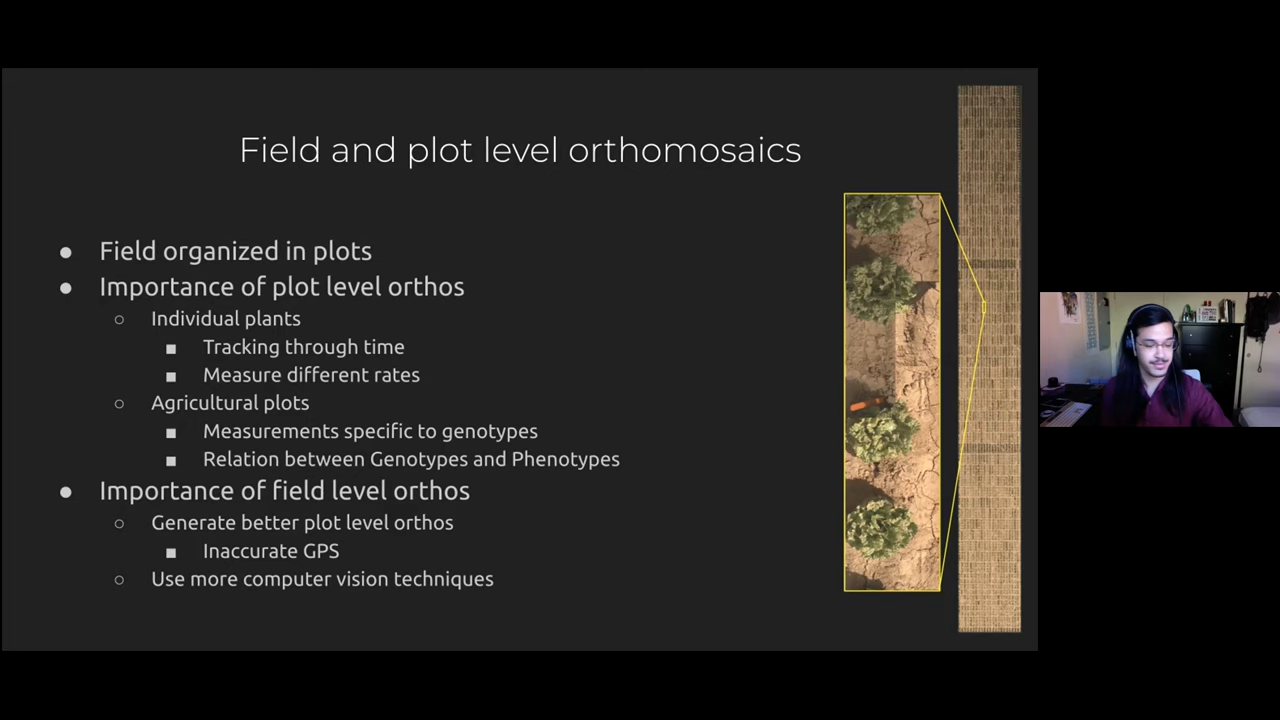 Field and plot level orthomosaics
● Field organized in plots
● Importance of plot level orthos
○ Individual plants
■ Tracking through time
■ Measure different rates
○ Agricultural plots
■ Measurements specific to genotypes
■ Relation between Genotypes and Phenotypes
● Importance of field level orthos
○ Generate better plot level orthos
■ Inaccurate GPS
○ Use more computer vision techniques